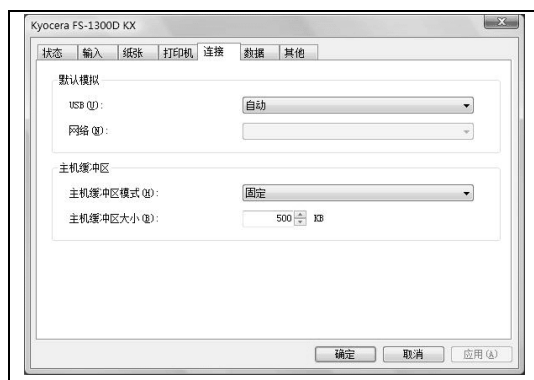 Kyocera FS-1300D KX
状态 输入 纸张 打印机 连接 数据 其他
默认模拟
USB(U): 自动
网络(N):
主机缓冲区
主机缓冲区模式(H): 固定
主机缓冲区大小(B): 500 KB
确定 取消 应用(A)